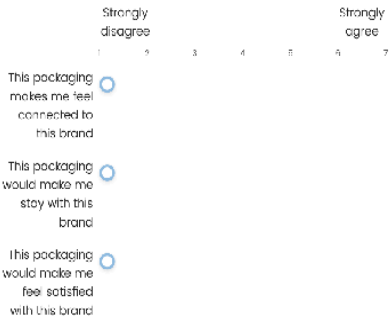 Strongly disagree
Strongly agree
1 2 3 4 5 6 7
This packaging
makes me feel
connected to
this brand
This packaging
would make me
stay with this
brand
This packaging
would make me
feel satisfied
with this brand